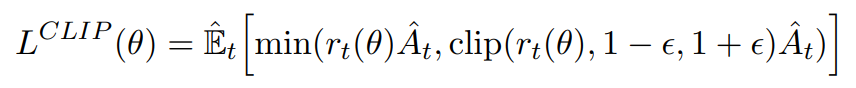 L^{CLIP}(θ) = Ê_t[min(r_t(θ)Â_t, clip(r_t(θ), 1 − ϵ, 1 + ϵ)Â_t)]